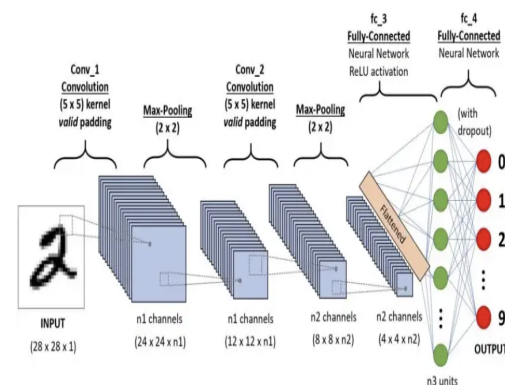 fc_3
Fully-Connected
Neural Network
ReLU activation
fc_4
Fully-Connected
Neural Network
Conv_1
Convolution
(5 x 5) kernel
valid padding
Max-Pooling
(2 x 2)
Conv_2
Convolution
(5 x 5) kernel
valid padding
Max-Pooling
(2 x 2)
(with
dropout)
Flattened
2
0
1
2
9
INPUT
(28 x 28 x 1)
n1 channels
(24 x 24 x n1)
n1 channels
(12 x 12 x n1)
n2 channels
(8 x 8 x n2)
n2 channels
(4 x 4 x n2)
OUTPUT
n3 units